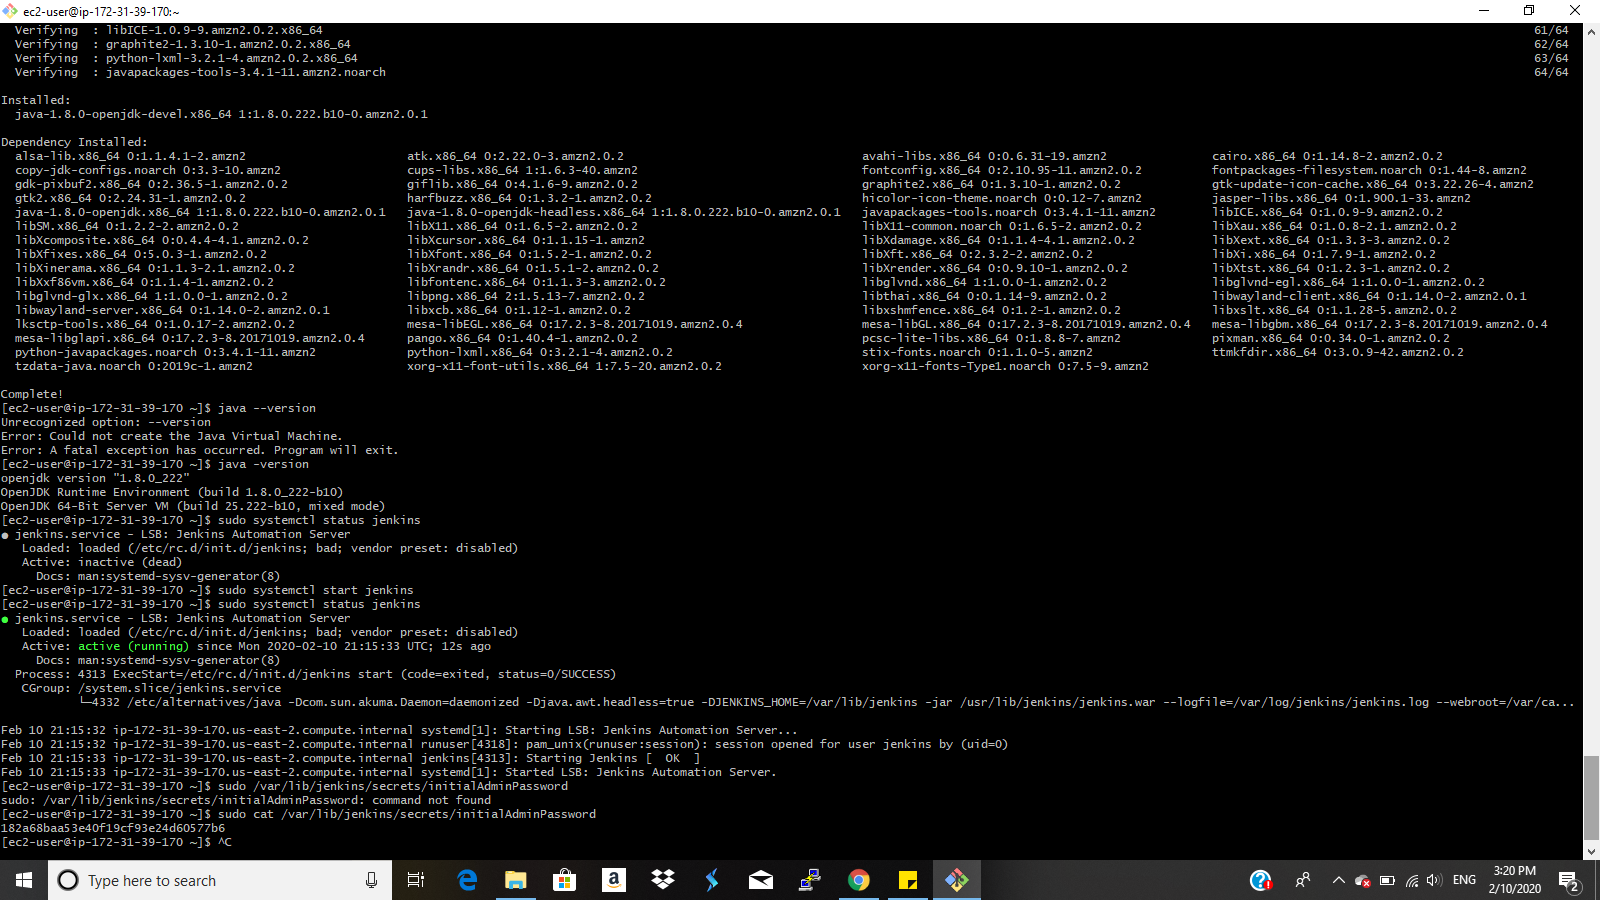 ec2-user@ip-172-31-39-170:~
Verifying  : libICE-1.0.9-9.amzn2.0.2.x86_64 61/64
Verifying  : graphite2-1.3.10-1.amzn2.0.2.x86_64 62/64
Verifying  : python-lxml-3.2.1-4.amzn2.0.2.x86_64 63/64
Verifying  : javapackages-tools-3.4.1-11.amzn2.noarch 64/64
Installed:
java-1.8.0-openjdk-devel.x86_64 1:1.8.0.222.b10-0.amzn2.0.1
Dependency Installed:
alsa-lib.x86_64 0:1.1.4.1-2.amzn2 atk.x86_64 0:2.22.0-3.amzn2.0.2 avahi-libs.x86_64 0:0.6.31-19.amzn2 cairo.x86_64 0:1.14.8-2.amzn2.0.2
copy-jdk-configs.noarch 0:3.3-10.amzn2 cups-libs.x86_64 1:1.6.3-40.amzn2 fontconfig.x86_64 0:2.10.95-11.amzn2.0.2 fontpackages-filesystem.noarch 0:1.44-8.amzn2
gdk-pixbuf2.x86_64 0:2.36.5-1.amzn2.0.2 giflib.x86_64 0:4.1.6-9.amzn2.0.2 graphite2.x86_64 0:1.3.10-1.amzn2.0.2 gtk-update-icon-cache.x86_64 0:3.22.26-4.amzn2
gtk2.x86_64 0:2.24.31-1.amzn2.0.2 harfbuzz.x86_64 0:1.3.2-1.amzn2.0.2 hicolor-icon-theme.noarch 0:0.12-7.amzn2 jasper-libs.x86_64 0:1.900.1-33.amzn2
java-1.8.0-openjdk.x86_64 1:1.8.0.222.b10-0.amzn2.0.1 java-1.8.0-openjdk-headless.x86_64 1:1.8.0.222.b10-0.amzn2.0.1 javapackages-tools.noarch 0:3.4.1-11.amzn2 libICE.x86_64 0:1.0.9-9.amzn2.0.2
libSM.x86_64 0:1.2.2-2.amzn2.0.2 libX11.x86_64 0:1.6.5-2.amzn2.0.2 libX11-common.noarch 0:1.6.5-2.amzn2.0.2 libXau.x86_64 0:1.0.8-2.1.amzn2.0.2
libXcomposite.x86_64 0:0.4.4-4.1.amzn2.0.2 libXcursor.x86_64 0:1.1.15-1.amzn2 libXdamage.x86_64 0:1.1.4-4.1.amzn2.0.2 libXext.x86_64 0:1.3.3-3.amzn2.0.2
libXfixes.x86_64 0:5.0.3-1.amzn2.0.2 libXfont.x86_64 0:1.5.2-1.amzn2.0.2 libXft.x86_64 0:2.3.2-2.amzn2.0.2 libXi.x86_64 0:1.7.9-1.amzn2.0.2
libXinerama.x86_64 0:1.1.3-2.1.amzn2.0.2 libXrandr.x86_64 0:1.5.1-2.amzn2.0.2 libXrender.x86_64 0:0.9.10-1.amzn2.0.2 libXtst.x86_64 0:1.2.3-1.amzn2.0.2
libXxf86vm.x86_64 0:1.1.4-1.amzn2.0.2 libfontenc.x86_64 0:1.1.3-3.amzn2.0.2 libglvnd.x86_64 1:1.0.0-1.amzn2.0.2 libglvnd-egl.x86_64 1:1.0.0-1.amzn2.0.2
libglvnd-glx.x86_64 1:1.0.0-1.amzn2.0.2 libpng.x86_64 2:1.5.13-7.amzn2.0.2 libthai.x86_64 0:0.1.14-9.amzn2.0.2 libwayland-client.x86_64 0:1.14.0-2.amzn2.0.1
libwayland-server.x86_64 0:1.14.0-2.amzn2.0.1 libxcb.x86_64 0:1.12-1.amzn2.0.2 libxshmfence.x86_64 0:1.2-1.amzn2.0.2 libxslt.x86_64 0:1.1.28-5.amzn2.0.2
lksctp-tools.x86_64 0:1.0.17-2.amzn2.0.2 mesa-libEGL.x86_64 0:17.2.3-8.20171019.amzn2.0.4 mesa-libGL.x86_64 0:17.2.3-8.20171019.amzn2.0.4 mesa-libgbm.x86_64 0:17.2.3-8.20171019.amzn2.0.4
mesa-libglapi.x86_64 0:17.2.3-8.20171019.amzn2.0.4 pango.x86_64 0:1.40.4-1.amzn2.0.2 pcsc-lite-libs.x86_64 0:1.8.8-7.amzn2 pixman.x86_64 0:0.34.0-1.amzn2.0.2
python-javapackages.noarch 0:3.4.1-11.amzn2 python-lxml.x86_64 0:3.2.1-4.amzn2.0.2 stix-fonts.noarch 0:1.1.0-5.amzn2 ttmkfdir.x86_64 0:3.0.9-42.amzn2.0.2
tzdata-java.noarch 0:2019c-1.amzn2 xorg-x11-font-utils.x86_64 1:7.5-20.amzn2.0.2 xorg-x11-fonts-Type1.noarch 0:7.5-9.amzn2
Complete!
[ec2-user@ip-172-31-39-170 ~]$ java --version
Unrecognized option: --version
Error: Could not create the Java Virtual Machine.
Error: A fatal exception has occurred. Program will exit.
[ec2-user@ip-172-31-39-170 ~]$ java -version
openjdk version "1.8.0_222"
OpenJDK Runtime Environment (build 1.8.0_222-b10)
OpenJDK 64-Bit Server VM (build 25.222-b10, mixed mode)
[ec2-user@ip-172-31-39-170 ~]$ sudo systemctl status jenkins
● jenkins.service - LSB: Jenkins Automation Server
Loaded: loaded (/etc/rc.d/init.d/jenkins; bad; vendor preset: disabled)
Active: inactive (dead)
Docs: man:systemd-sysv-generator(8)
[ec2-user@ip-172-31-39-170 ~]$ sudo systemctl start jenkins
[ec2-user@ip-172-31-39-170 ~]$ sudo systemctl status jenkins
● jenkins.service - LSB: Jenkins Automation Server
Loaded: loaded (/etc/rc.d/init.d/jenkins; bad; vendor preset: disabled)
Active: active (running) since Mon 2020-02-10 21:15:33 UTC; 12s ago
Docs: man:systemd-sysv-generator(8)
Process: 4313 ExecStart=/etc/rc.d/init.d/jenkins start (code=exited, status=0/SUCCESS)
CGroup: /system.slice/jenkins.service
└─4332 /etc/alternatives/java -Dcom.sun.akuma.Daemon=daemonized -Djava.awt.headless=true -DJENKINS_HOME=/var/lib/jenkins -jar /usr/lib/jenkins/jenkins.war --logfile=/var/log/jenkins/jenkins.log --webroot=/var/ca...
Feb 10 21:15:32 ip-172-31-39-170.us-east-2.compute.internal systemd[1]: Starting LSB: Jenkins Automation Server...
Feb 10 21:15:32 ip-172-31-39-170.us-east-2.compute.internal runuser[4318]: pam_unix(runuser:session): session opened for user jenkins by (uid=0)
Feb 10 21:15:33 ip-172-31-39-170.us-east-2.compute.internal jenkins[4313]: Starting Jenkins [  OK  ]
Feb 10 21:15:33 ip-172-31-39-170.us-east-2.compute.internal systemd[1]: Started LSB: Jenkins Automation Server.
[ec2-user@ip-172-31-39-170 ~]$ sudo /var/lib/jenkins/secrets/initialAdminPassword
sudo: /var/lib/jenkins/secrets/initialAdminPassword: command not found
[ec2-user@ip-172-31-39-170 ~]$ sudo cat /var/lib/jenkins/secrets/initialAdminPassword
182a68baa53e40f19cf93e24d60577b6
[ec2-user@ip-172-31-39-170 ~]$ ^C
Type here to search
ENG
3:20 PM
2/10/2020
2